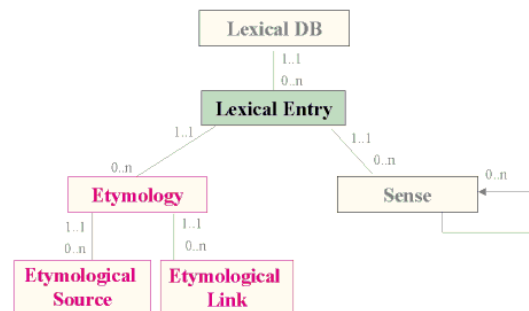 Lexical DB
1..1
0..n
Lexical Entry
1..1
1..1
0..n
0..n
0..n
Etymology
Sense
1..1
1..1
0..n
0..n
Etymological
Source
Etymological
Link